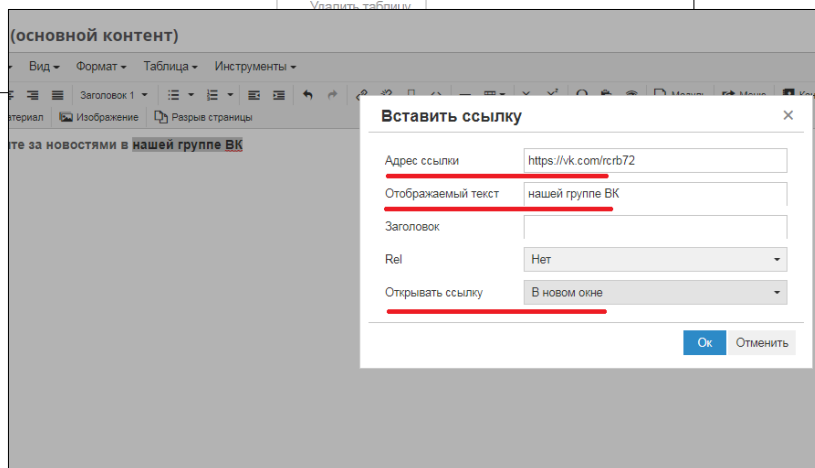 Удалить таблицу
(основной контент)
Вид Формат Таблица Инструменты
Заголовок 1
Изображение Разрыв страницы
за новостями в нашей группе ВК
Вставить ссылку ×
Адрес ссылки https://vk.com/rcrb72
Отображаемый текст нашей группе ВК
Заголовок
Rel Нет
Открывать ссылку В новом окне
Ок Отменить